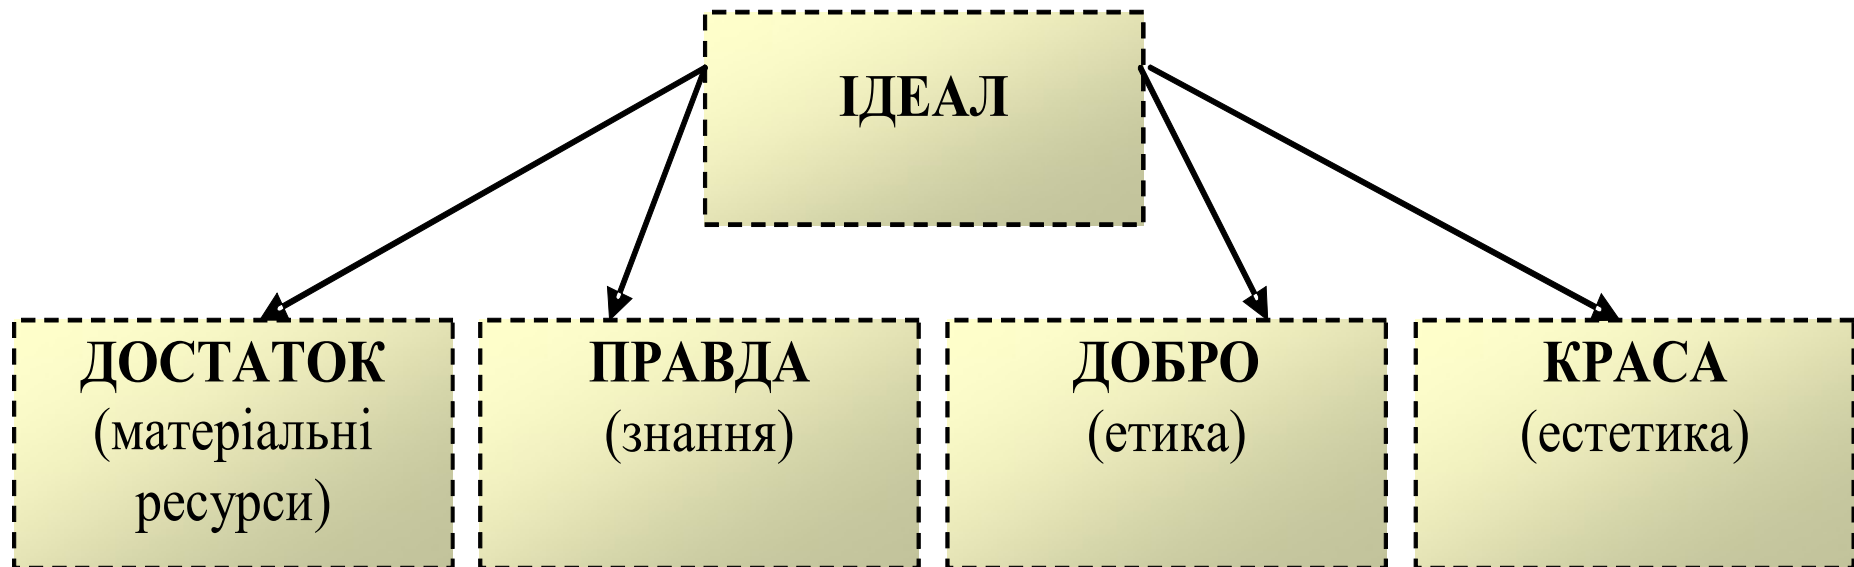 ІДЕАЛ
ДОСТАТОК
(матеріальні
ресурси)
ПРАВДА
(знання)
ДОБРО
(етика)
КРАСА
(естетика)